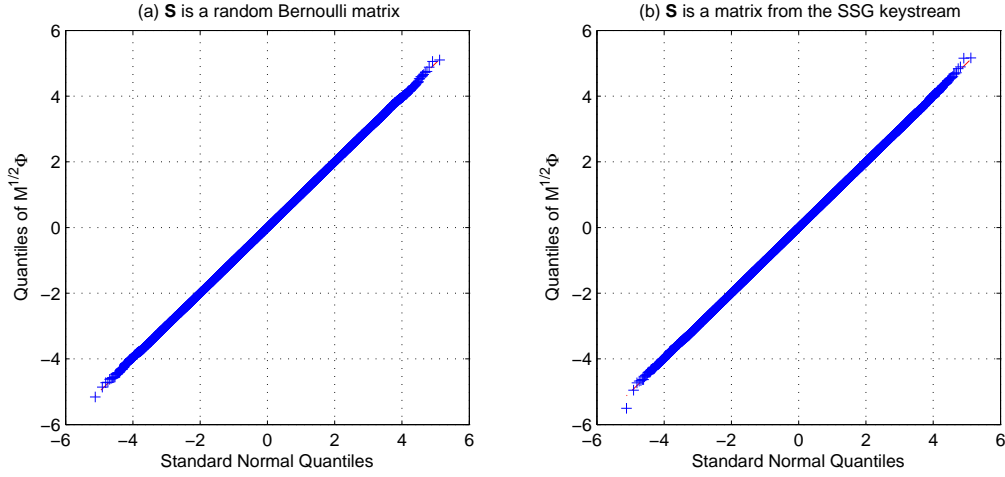 (a) S is a random Bernoulli matrix
6
4
2
0
−2
−4
−6
−6 −4 −2 0 2 4 6
Quantiles of M^{1/2}Φ
Standard Normal Quantiles
(b) S is a matrix from the SSG keystream
6
4
2
0
−2
−4
−6
−6 −4 −2 0 2 4 6
Quantiles of M^{1/2}Φ
Standard Normal Quantiles